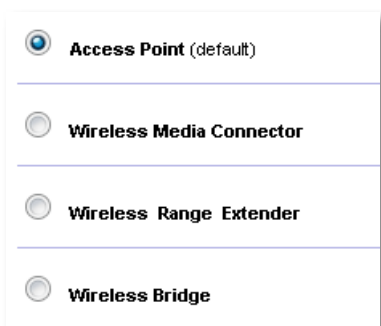 Access Point (default)
Wireless Media Connector
Wireless Range Extender
Wireless Bridge